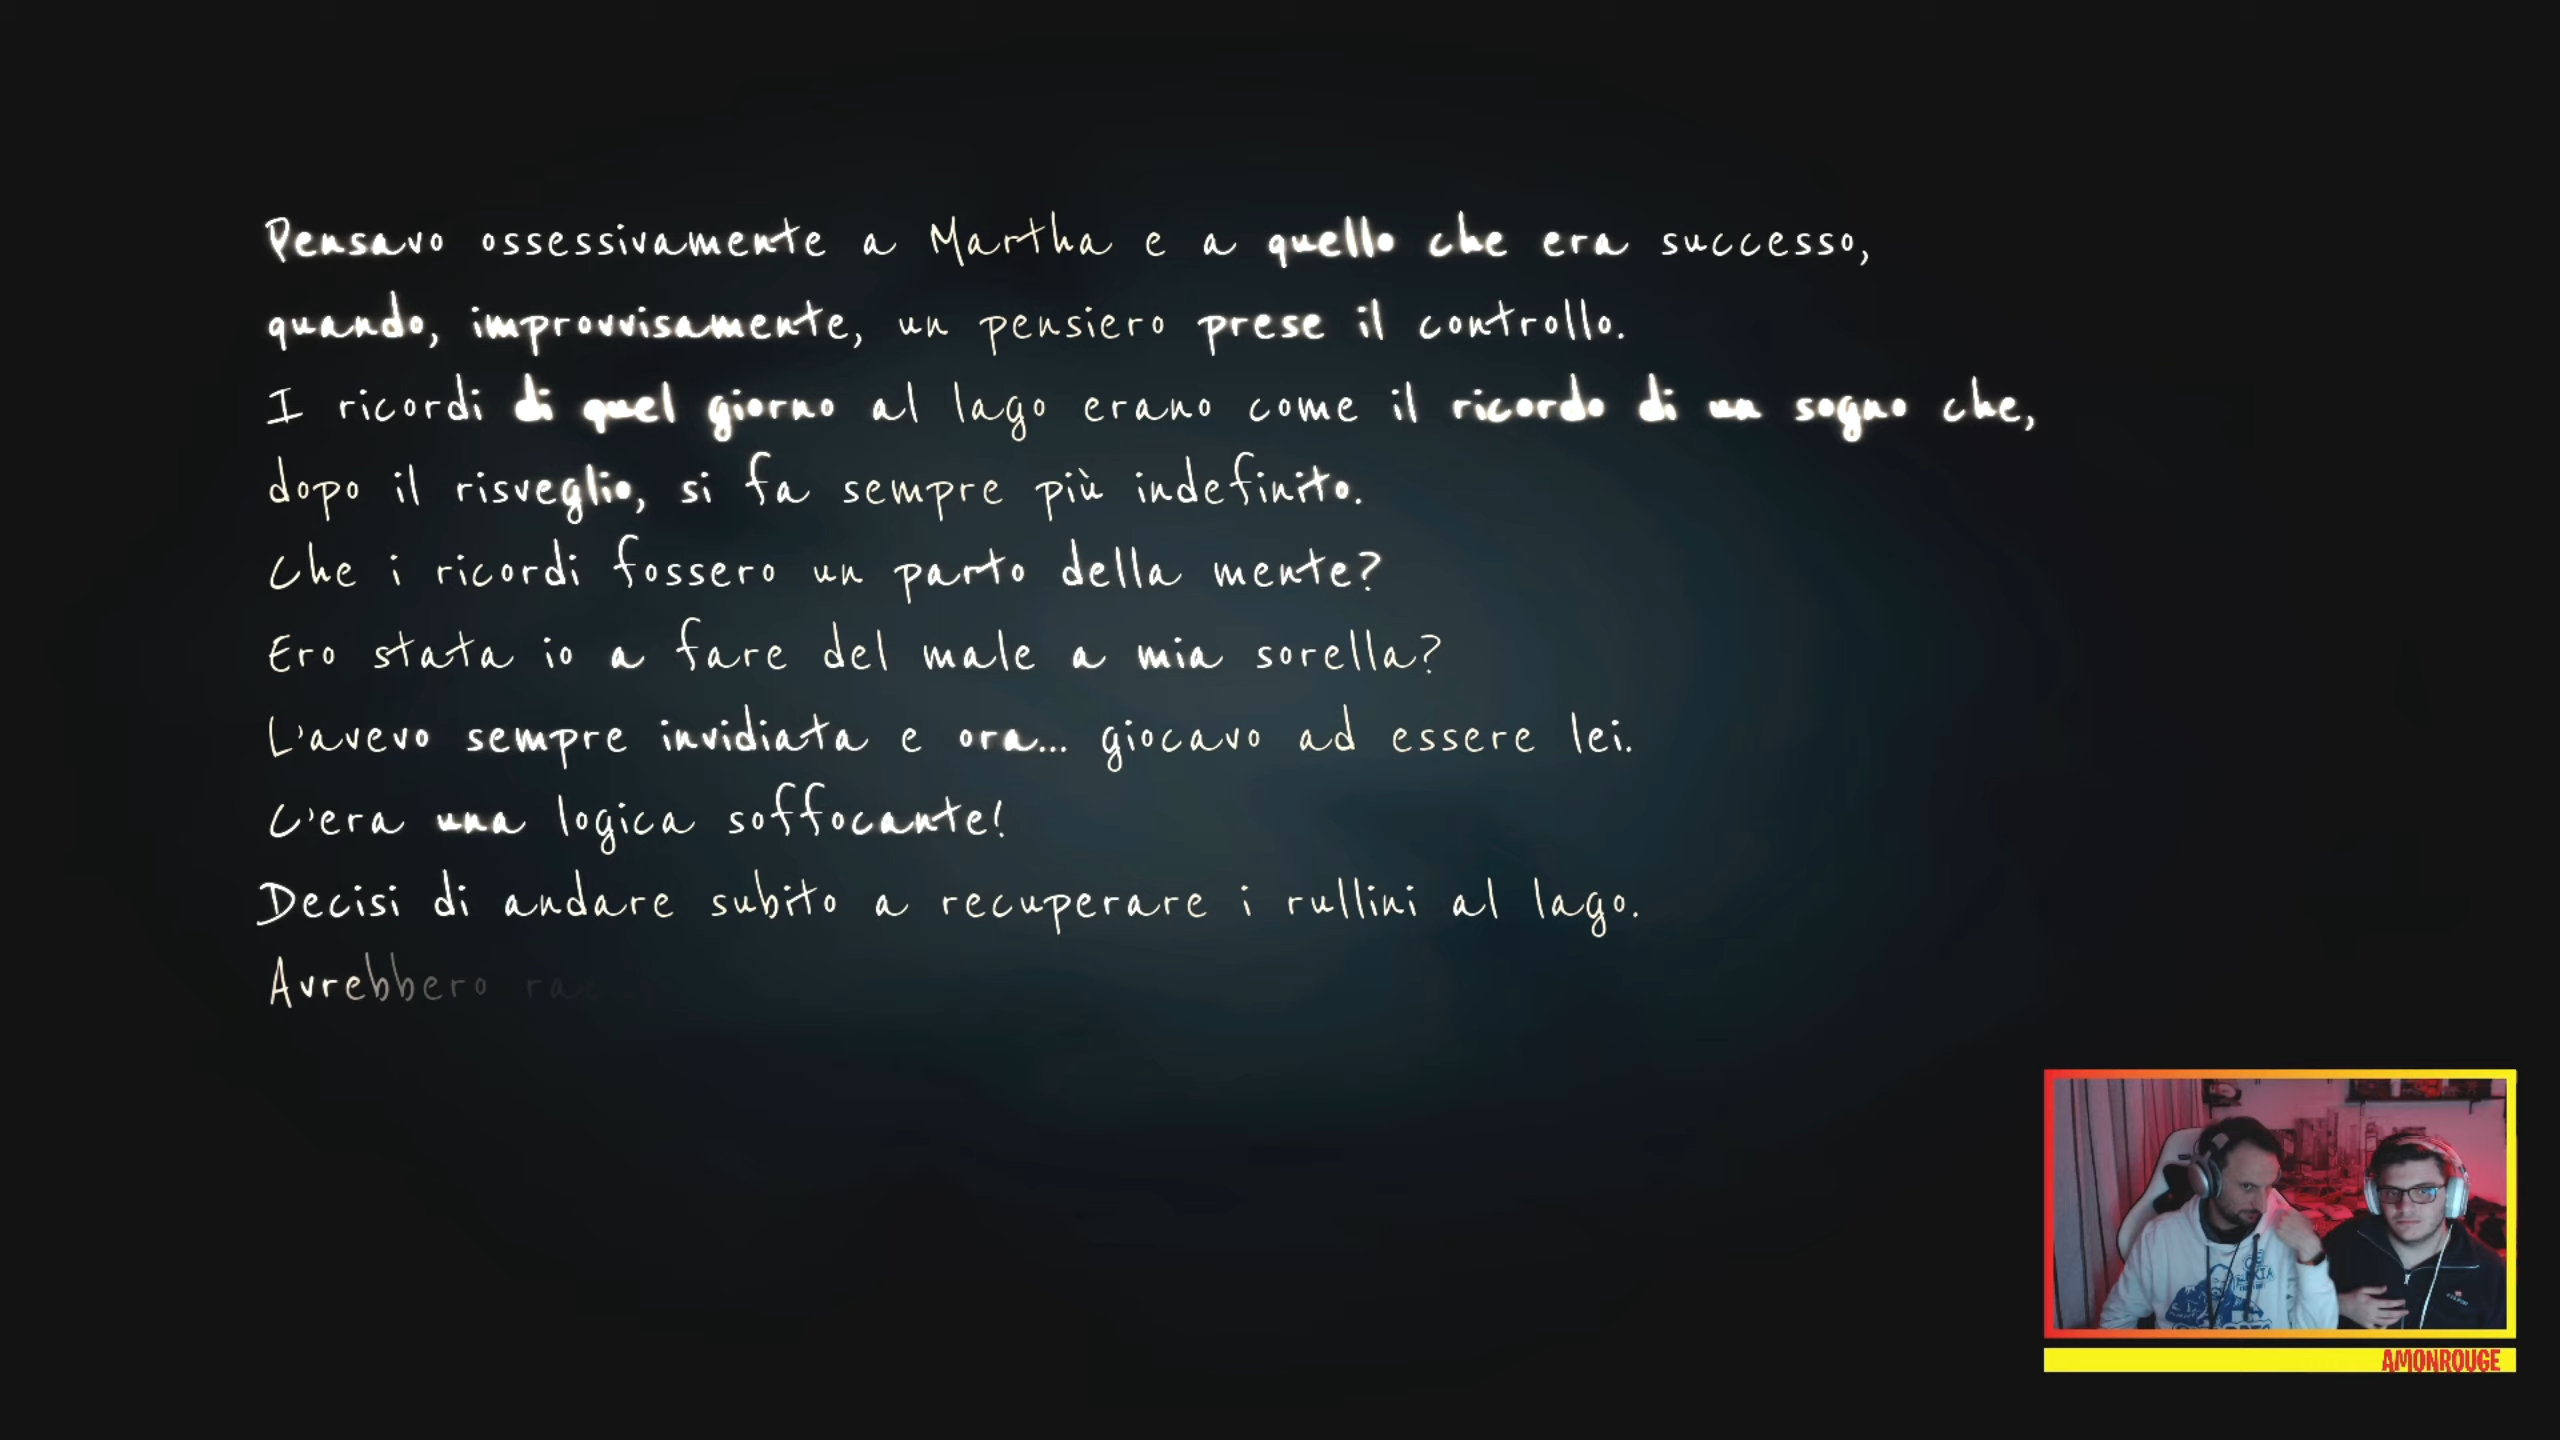 Pensavo ossessivamente a Martha e a quello che era successo,
quando, improvvisamente, un pensiero prese il controllo.
I ricordi di quel giorno al lago erano come il ricordo di un sogno che,
dopo il risveglio, si fa sempre più indefinito.
Che i ricordi fossero un parto della mente?
Ero stata io a fare del male a mia sorella?
L'avevo sempre invidiata e ora... giocavo ad essere lei.
C'era una logica soffocante!
Decisi di andare subito a recuperare i rullini al lago.
Avrebbero
AMONROUGE